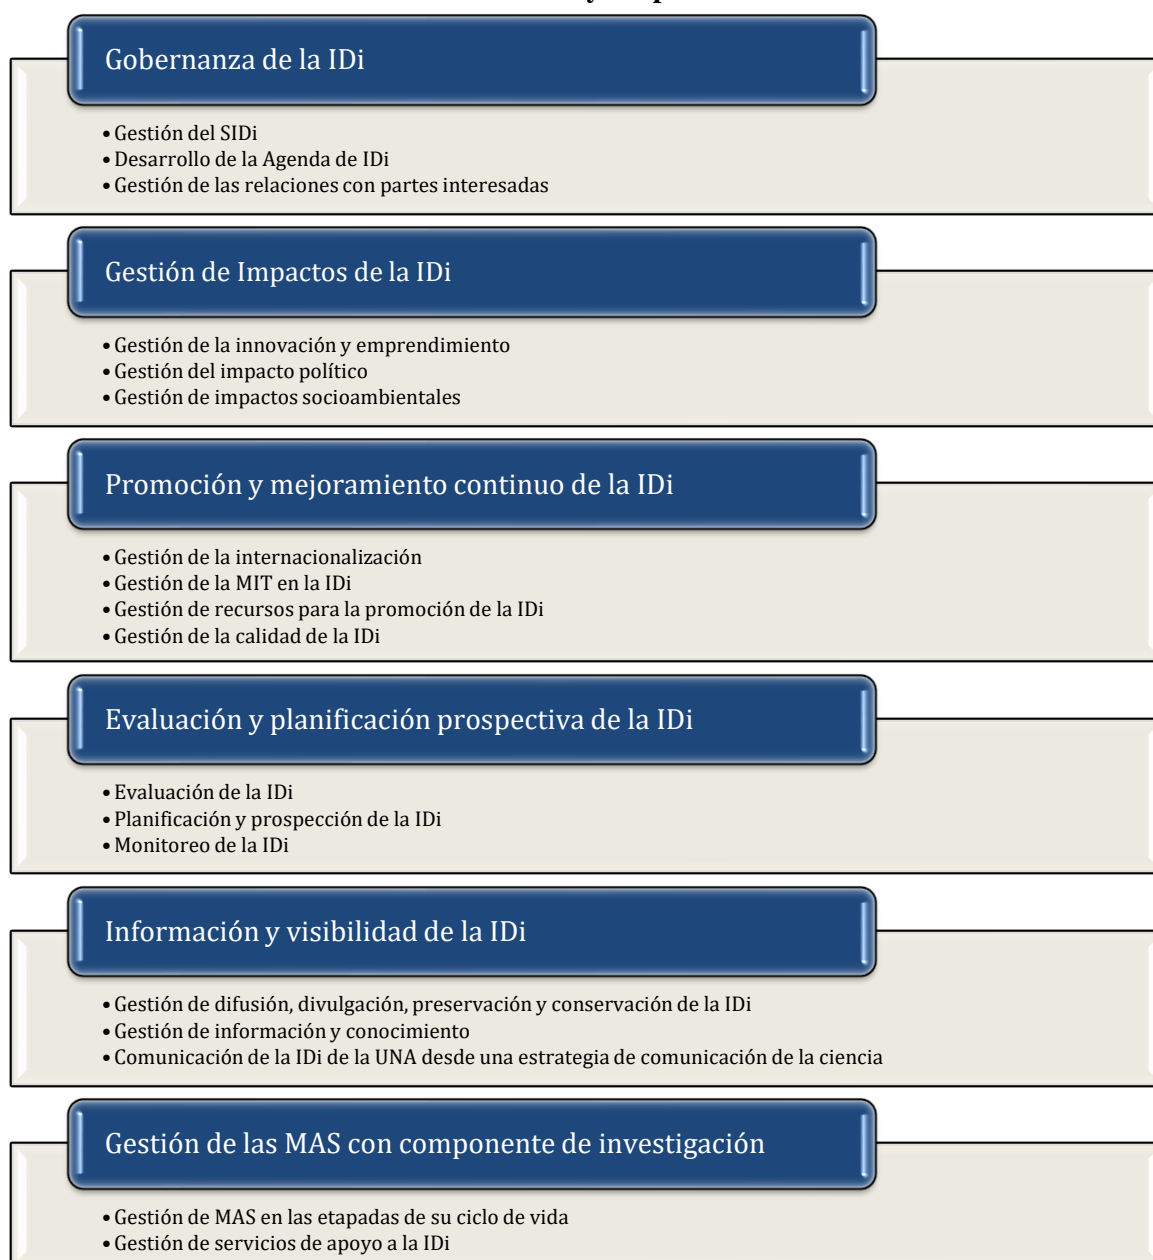 Gobernanza de la IDi
• Gestión del SIDi
• Desarrollo de la Agenda de IDi
• Gestión de las relaciones con partes interesadas
Gestión de Impactos de la IDi
• Gestión de la innovación y emprendimiento
• Gestión del impacto político
• Gestión de impactos socioambientales
Promoción y mejoramiento continuo de la IDi
• Gestión de la internacionalización
• Gestión de la MIT en la IDi
• Gestión de recursos para la promoción de la IDi
• Gestión de la calidad de la IDi
Evaluación y planificación prospectiva de la IDi
• Evaluación de la IDi
• Planificación y prospección de la IDi
• Monitoreo de la IDi
Información y visibilidad de la IDi
• Gestión de difusión, divulgación, preservación y conservación de la IDi
• Gestión de información y conocimiento
• Comunicación de la IDi de la UNA desde una estrategia de comunicación de la ciencia
Gestión de las MAS con componente de investigación
• Gestión de MAS en las etapadas de su ciclo de vida
• Gestión de servicios de apoyo a la IDi